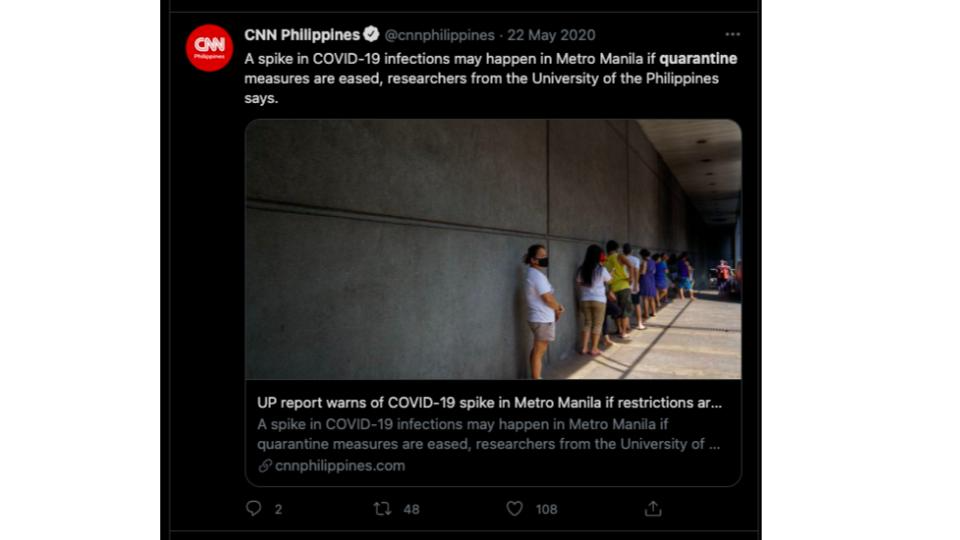 CNN Philippines @cnnphilippines · 22 May 2020 ...
CNN
Philippines
A spike in COVID-19 infections may happen in Metro Manila if quarantine
measures are eased, researchers from the University of the Philippines
says.
UP report warns of COVID-19 spike in Metro Manila if restrictions ar...
A spike in COVID-19 infections may happen in Metro Manila if
quarantine measures are eased, researchers from the University of ...
cnnphilippines.com
2 48 108